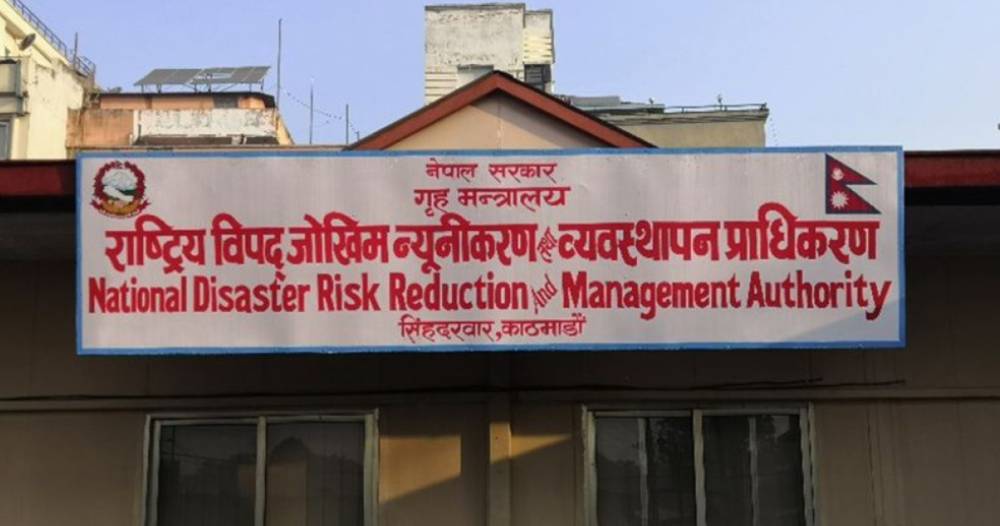 नेपाल सरकार
गृह मन्त्रालय
राष्ट्रिय विपद् जोखिम न्यूनीकरण तथा व्यवस्थापन प्राधिकरण
National Disaster Risk Reduction And Management Authority
सिंहदरवार, काठमाडौं